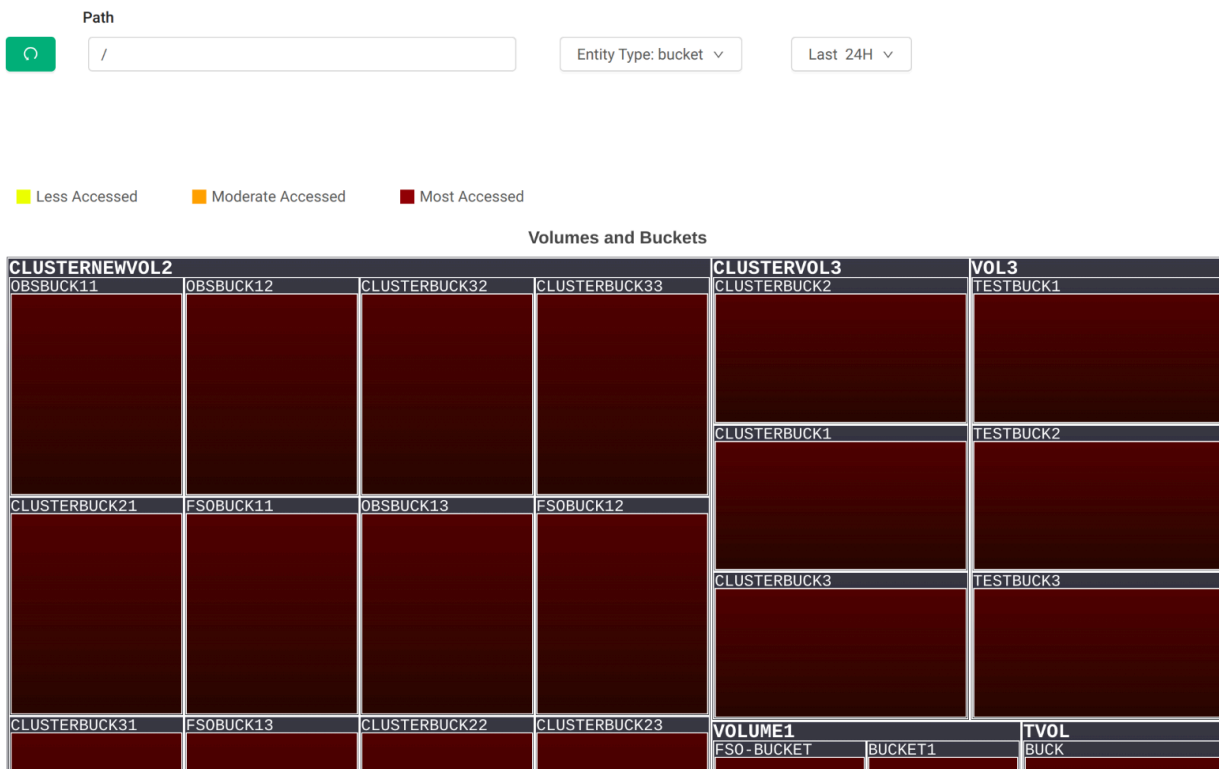 Path
/
Entity Type: bucket
Last 24H
Less Accessed
Moderate Accessed
Most Accessed
Volumes and Buckets
CLUSTERNEWVOL2
CLUSTERVOL3
VOL3
OBSBUCK11
OBSBUCK12
CLUSTERBUCK32
CLUSTERBUCK33
CLUSTERBUCK2
TESTBUCK1
CLUSTERBUCK1
TESTBUCK2
CLUSTERBUCK21
FSOBUCK11
OBSBUCK13
FSOBUCK12
CLUSTERBUCK3
TESTBUCK3
CLUSTERBUCK31
FSOBUCK13
CLUSTERBUCK22
CLUSTERBUCK23
VOLUME1
TVOL
FSO-BUCKET
BUCKET1
BUCK